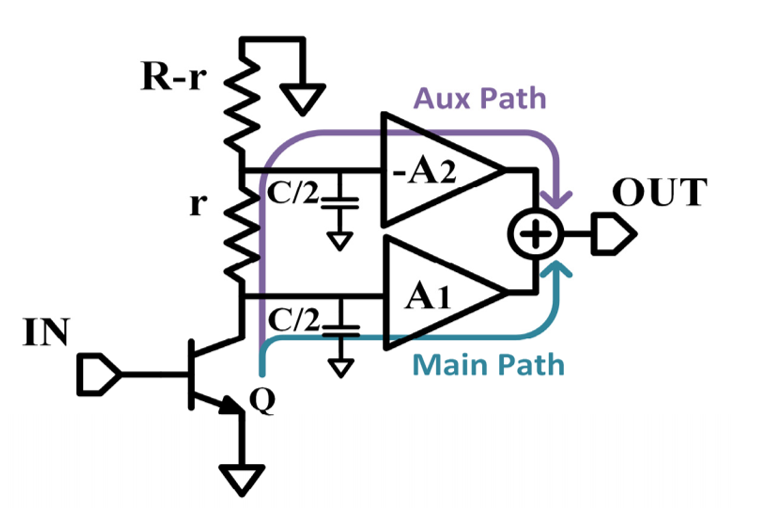 R-r
Aux Path
-A2
C/2
OUT
r
+
A1
C/2
IN
Main Path
Q